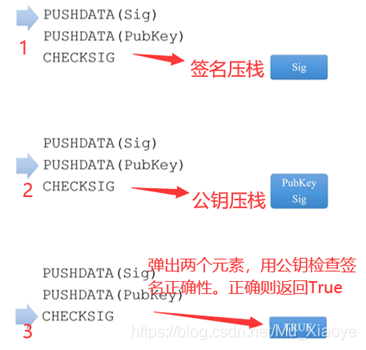 PUSHDATA(Sig)
1
PUSHDATA(PubKey)
CHECKSIG
签名压栈
Sig
PUSHDATA(Sig)
PUSHDATA(PubKey)
2
CHECKSIG
公钥压栈
PubKey
Sig
弹出两个元素，用公钥检查签
名正确性。正确则返回True
PUSHDATA(Sig)
PUSHDATA(PubKey)
3
CHECKSIG
TRUE
https://blog.csdn.net/Mu_Xiaoye